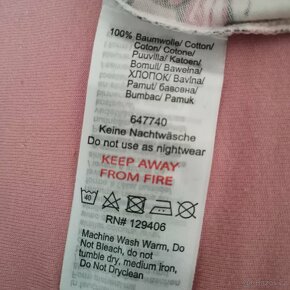 100% Baumwolle/Cotton/
Coton/ Cotone/
Puuvilla/ Katoen/
Bomull/ Bawełna/
ХЛОПОК/ Bavlna/
Pamut/ бавовна/
Bumbac/ Pamuk
647740
Keine Nachtwäsche
Do not use as nightwear
KEEP AWAY
FROM FIRE
40
RN# 129406
Machine Wash Warm, Do
Not Bleach, do not
tumble dry, medium iron,
Do Not Dryclean